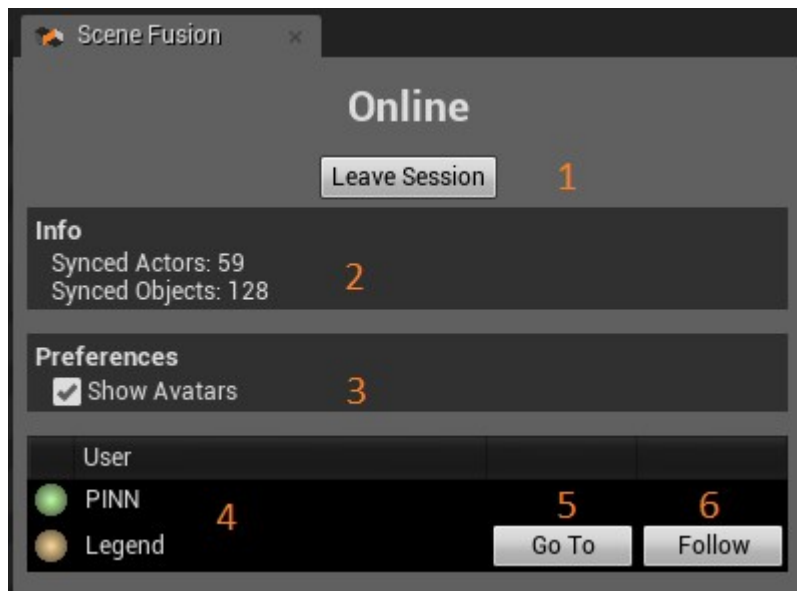 Scene Fusion ×
Online
Leave Session 1
Info
Synced Actors: 59
Synced Objects: 128
2
Preferences
Show Avatars 3
User
PINN
4
5 6
Legend Go To Follow